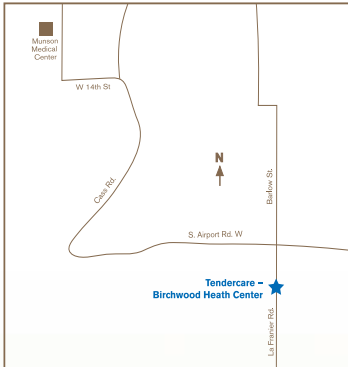 Munson
Medical
Center
W 14th St
Cass Rd.
N
Barlow St.
S. Airport Rd. W
Tendercare –
Birchwood Heath Center
La Franier Rd.